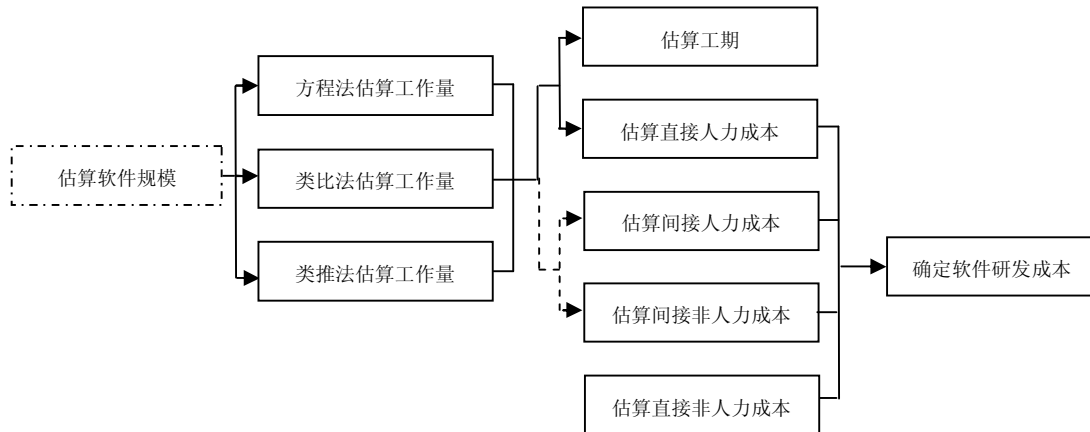 估算软件规模
方程法估算工作量
类比法估算工作量
类推法估算工作量
估算工期
估算直接人力成本
估算间接人力成本
估算间接非人力成本
估算直接非人力成本
确定软件研发成本